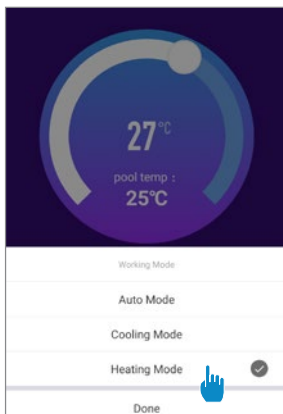 27°C
pool temp :
25°C
Working Mode
Auto Mode
Cooling Mode
Heating Mode
Done